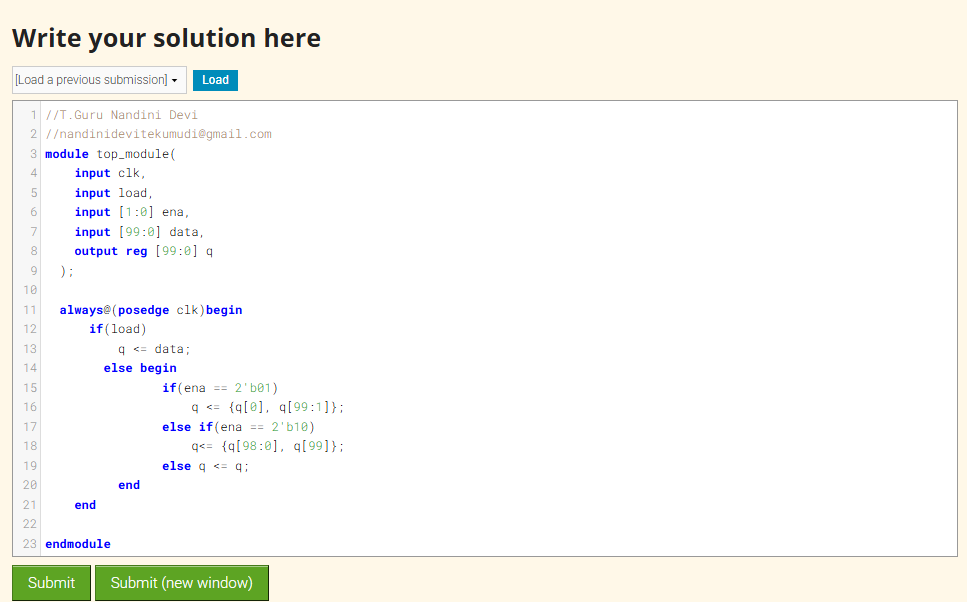 Write your solution here
[Load a previous submission] Load
1 //T.Guru Nandini Devi
2 //nandinidevitekumudi@gmail.com
3 module top_module(
4     input clk,
5     input load,
6     input [1:0] ena,
7     input [99:0] data,
8     output reg [99:0] q
9   );
10
11   always@(posedge clk)begin
12       if(load)
13           q <= data;
14         else begin
15                 if(ena == 2'b01)
16                     q <= {q[0], q[99:1]};
17                 else if(ena == 2'b10)
18                     q<= {q[98:0], q[99]};
19                 else q <= q;
20           end
21     end
22
23 endmodule
Submit Submit (new window)